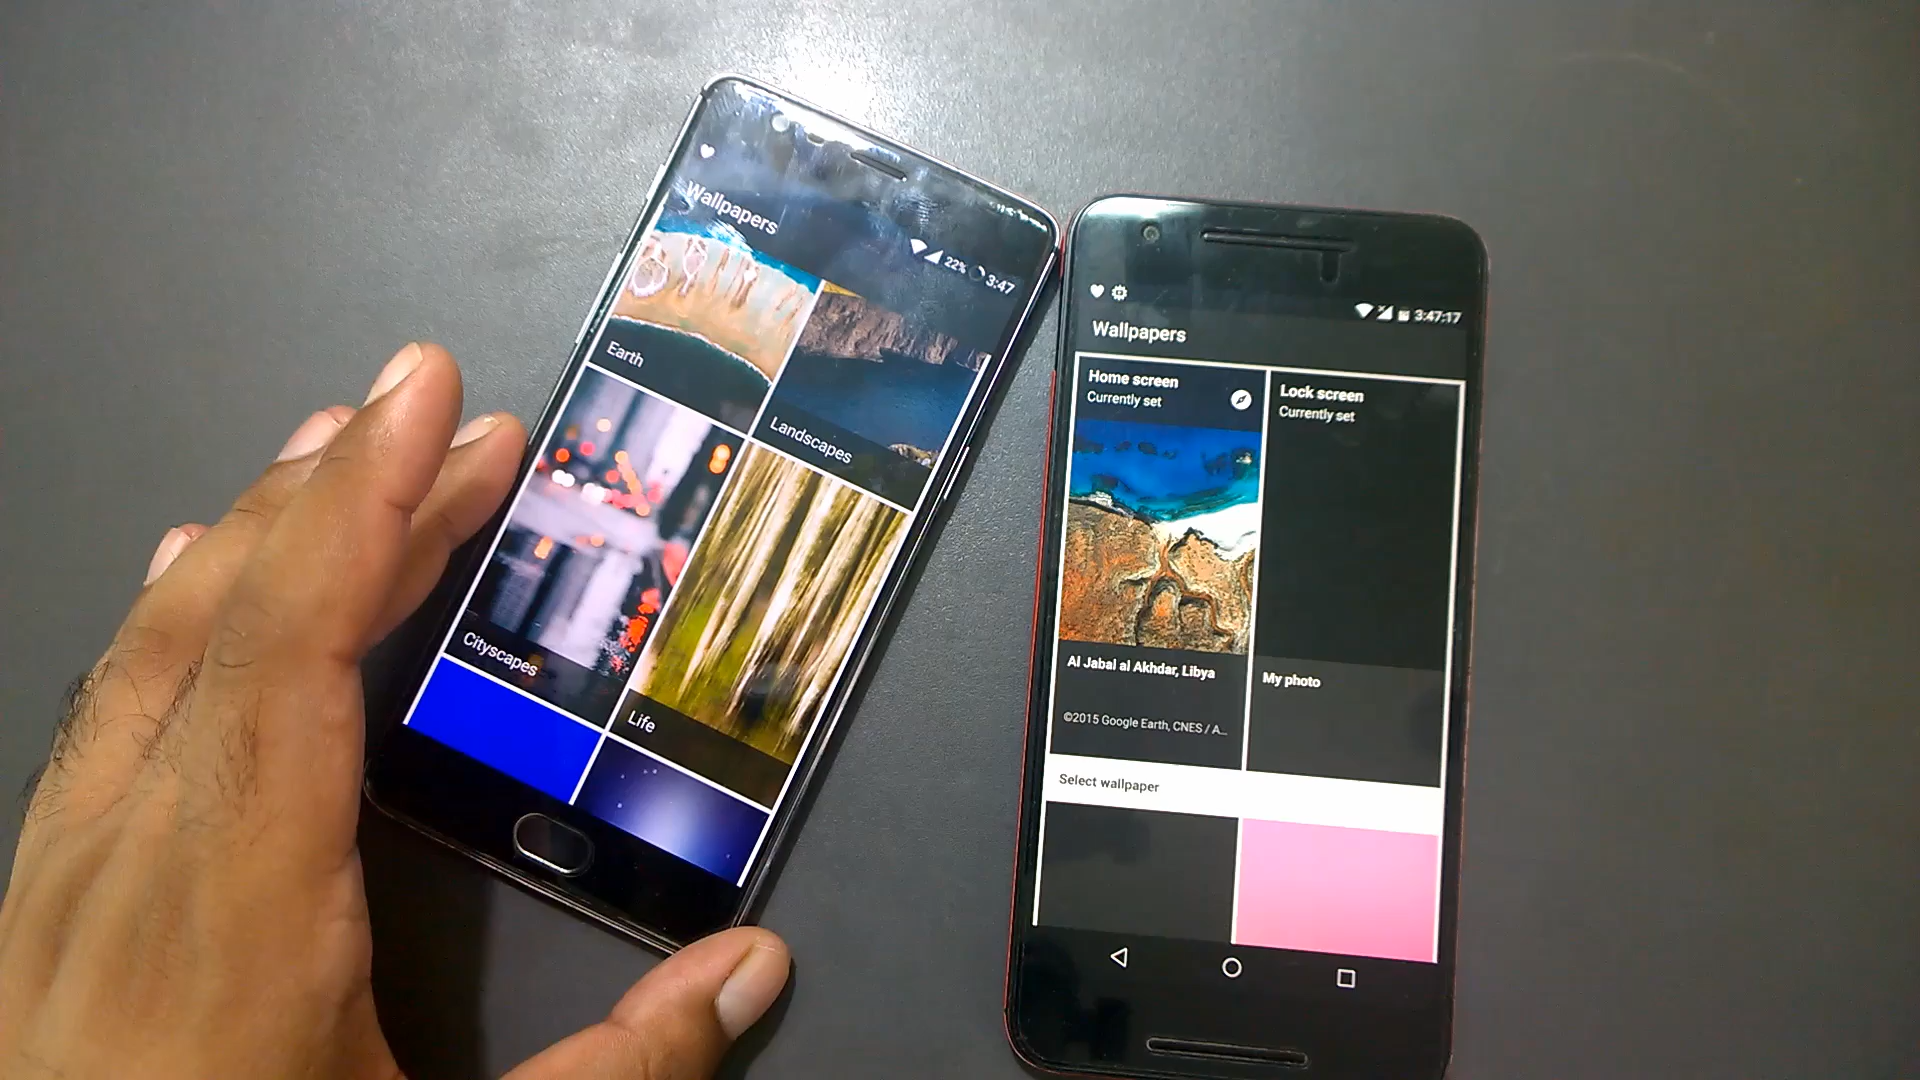 Wallpapers
22% 3:47
Earth
Landscapes
Cityscapes
Life
3:47:17
Wallpapers
Home screen
Currently set
Lock screen
Currently set
Al Jabal al Akhdar, Libya
My photo
©2015 Google Earth, CNES / A...
Select wallpaper